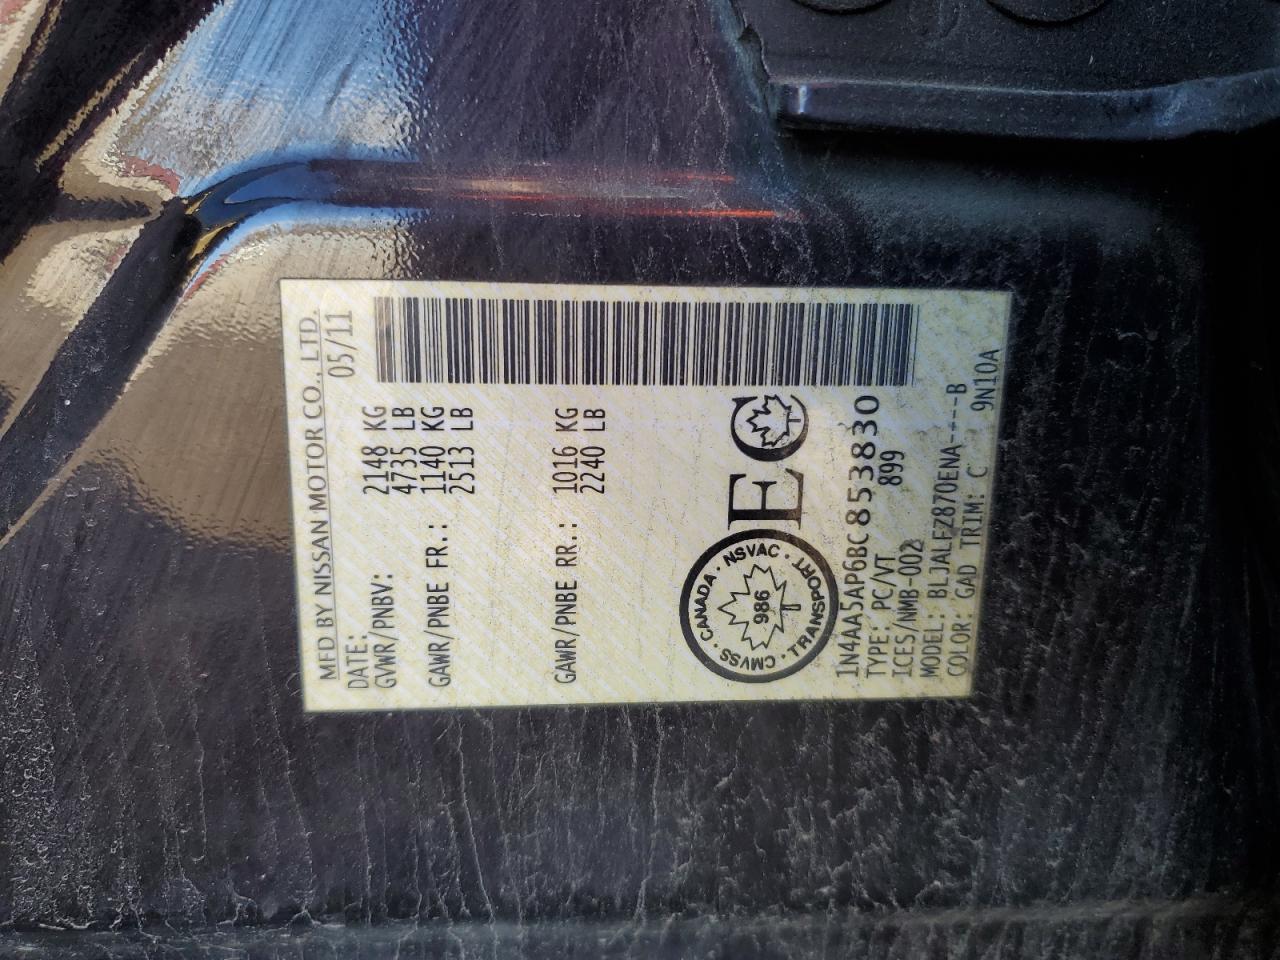 MFD BY NISSAN MOTOR CO., LTD.
DATE: 05/11
GVWR/PNBV: 2148 KG
4735 LB
GAWR/PNBE FR.: 1140 KG
2513 LB
GAWR/PNBE RR.: 1016 KG
2240 LB
CANADA · NSVAC · TRANSPORT · CMVSS ·
986
EC
T
1N4AA5AP6BC853830
TYPE: PC/VT 899
ICES/NMB-002
MODEL: BLJALFZ870ENA----B
COLOR: GAD TRIM: C 9N10A